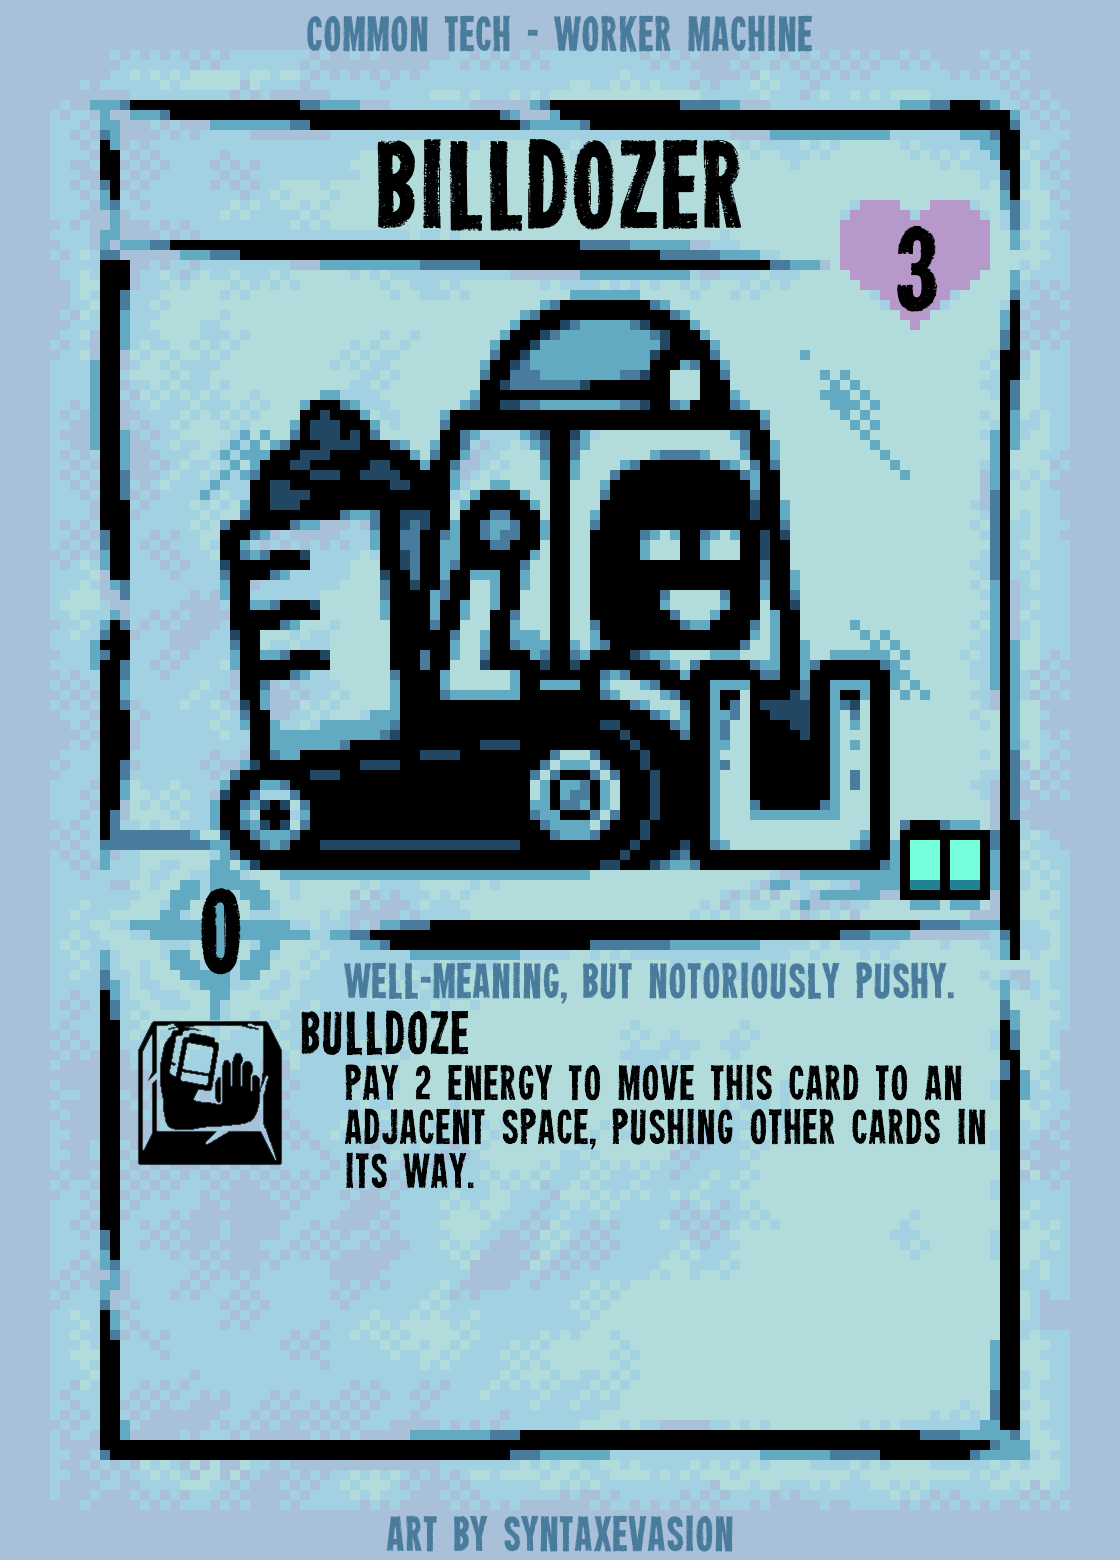 COMMON TECH - WORKER MACHINE
BILLDOZER
3
0
WELL-MEANING, BUT NOTORIOUSLY PUSHY.
BULLDOZE
PAY 2 ENERGY TO MOVE THIS CARD TO AN
ADJACENT SPACE, PUSHING OTHER CARDS IN
ITS WAY.
ART BY SYNTAXEVASION